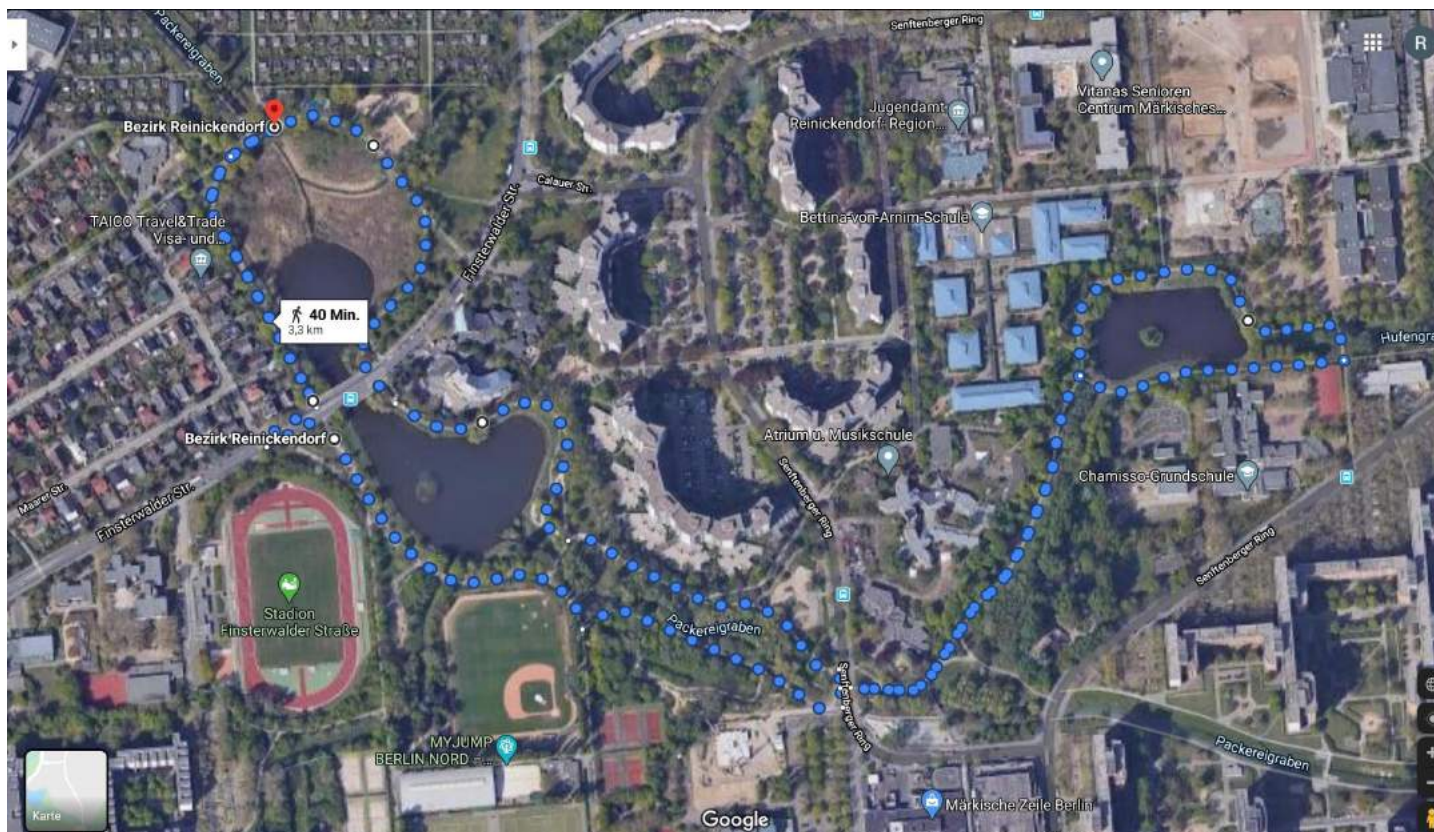 Packereigraben
Senftenberger Ring
R
Vitanas Senioren
Centrum Märkisches...
Jugendamt
Reinickendorf- Region...
Bezirk Reinickendorf
Calauer Str.
Finsterwalder Str.
Bettina-von-Arnim-Schule
TAICC Travel&Trade
Visa- und...
40 Min.
3,3 km
Hufengra
Bezirk Reinickendorf
Atrium u. Musikschule
Senftenberger Ring
Chamisso-Grundschule
Maarer Str.
Finsterwalder Str.
Senftenberger Ring
Stadion
Finsterwalder Straße
Packereigraben
Senftenberger Ring
MYJUMP
BERLIN NORD
Packereigraben
Karte
Google
Märkische Zeile Berlin